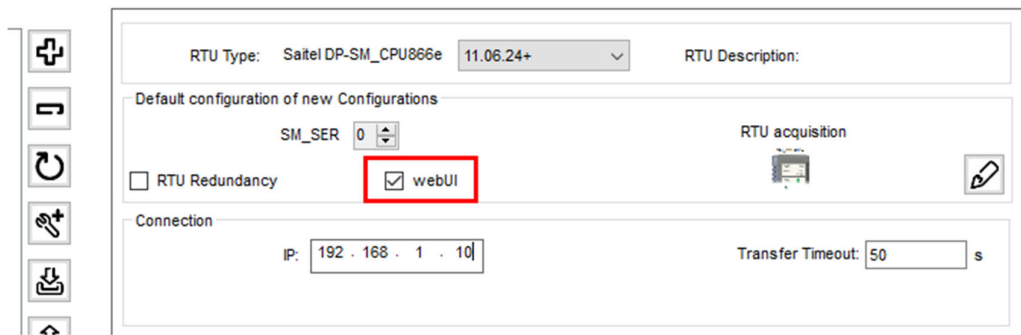 RTU Type: Saitel DP-SM_CPU866e 11.06.24+ RTU Description:
Default configuration of new Configurations
SM_SER 0 RTU acquisition
RTU Redundancy webUI
Connection
IP: 192 . 168 . 1 . 10 Transfer Timeout: 50 s